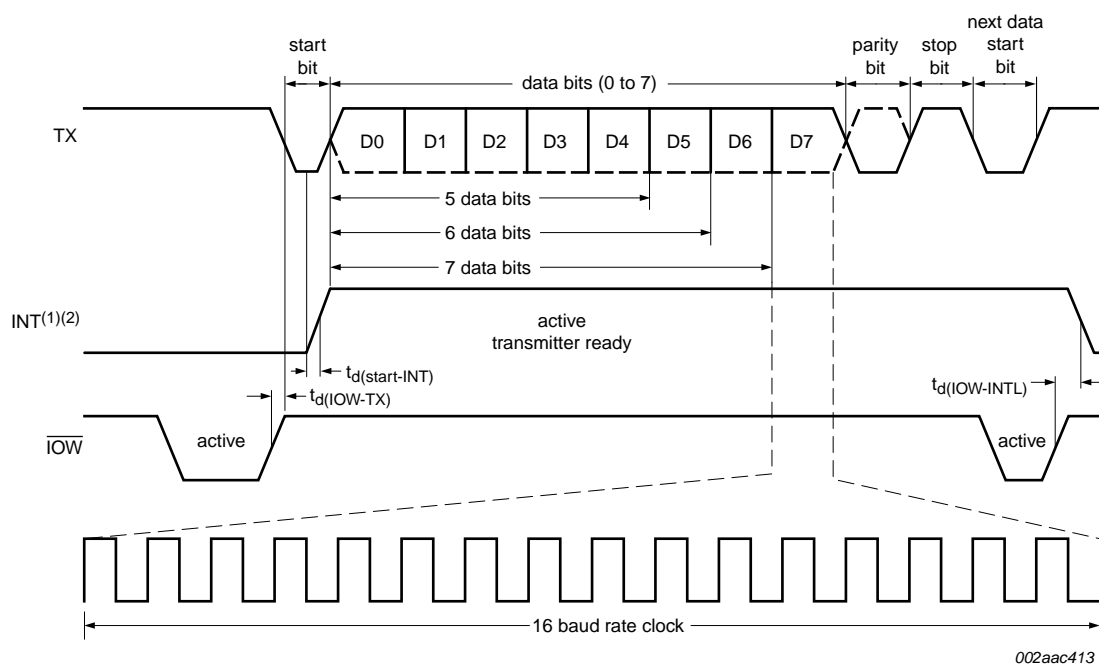 next data
start
bit
start
bit
parity
bit
stop
bit
data bits (0 to 7)
TX
D0 D1 D2 D3 D4 D5 D6 D7
5 data bits
6 data bits
7 data bits
INT(1)(2)
active
transmitter ready
td(start-INT)
td(IOW-TX)
td(IOW-INTL)
IOW
active
active
16 baud rate clock
002aac413